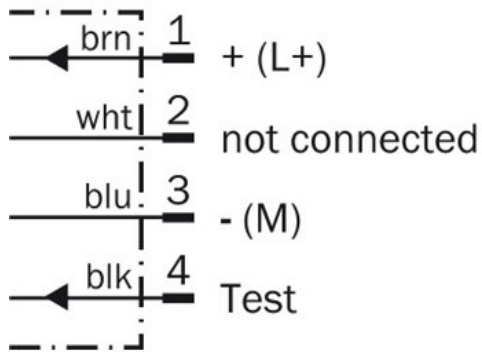 brn 1 + (L+)
wht 2 not connected
blu 3 - (M)
blk 4 Test